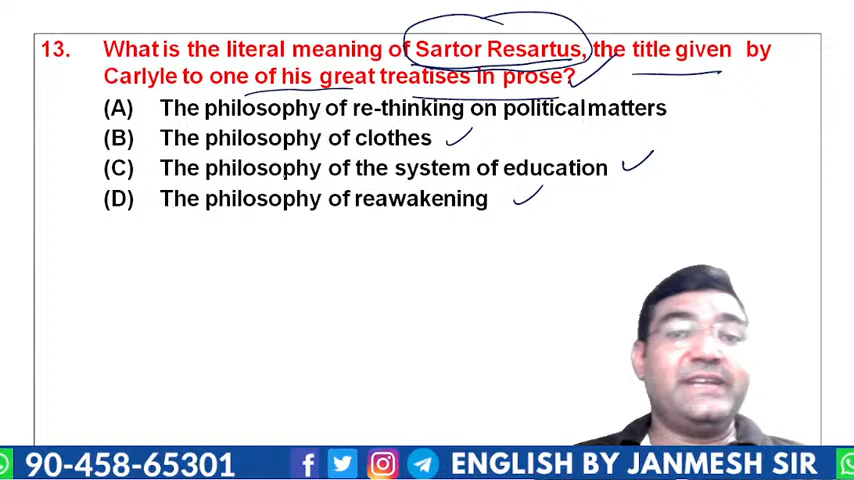 13. What is the literal meaning of Sartor Resartus, the title given by
Carlyle to one of his great treatises in prose?
(A) The philosophy of re-thinking on political matters
(B) The philosophy of clothes
(C) The philosophy of the system of education
(D) The philosophy of reawakening
90-458-65301 ENGLISH BY JANMESH SIR